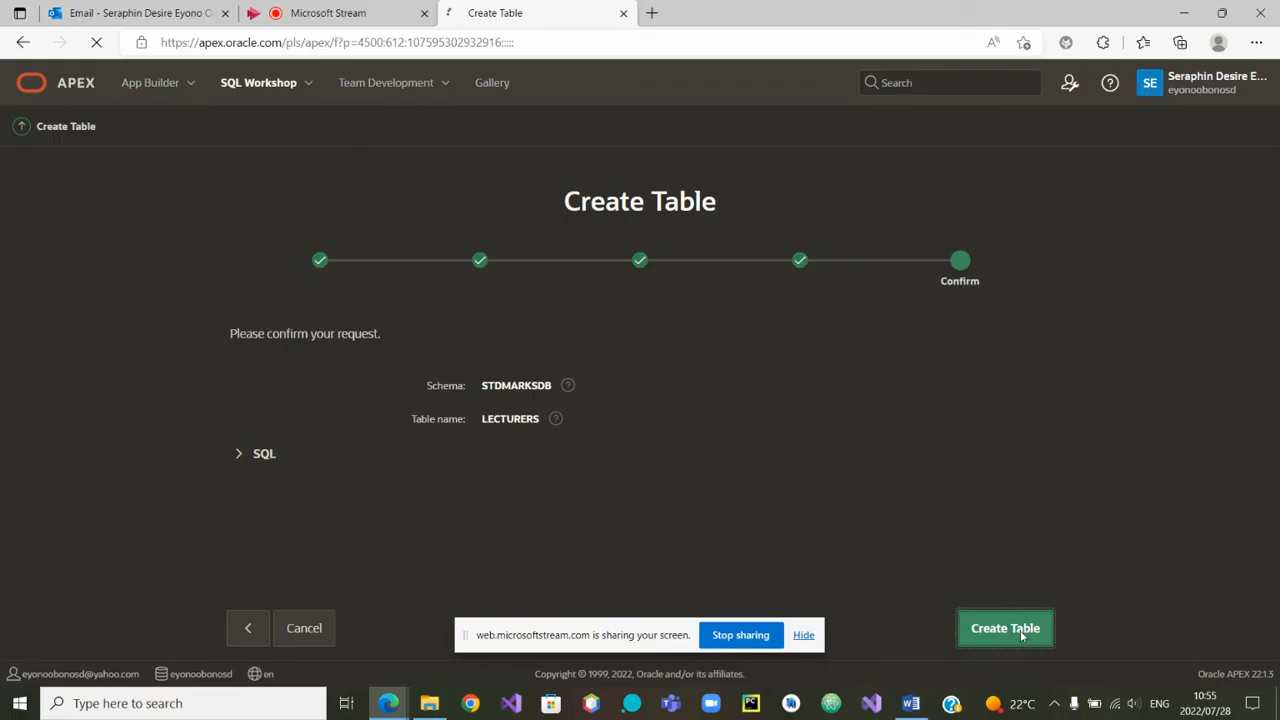 Email - Seraphin Desire Eyono O
Microsoft Stream
Create Table
https://apex.oracle.com/pls/apex/f?p=4500:612:107595302932916:::::
APEX
App Builder
SQL Workshop
Team Development
Gallery
Search
SE
Seraphin Desire E...
eyonoobonosd
Create Table
Create Table
Confirm
Please confirm your request.
Schema: STDMARKSDB
Table name: LECTURERS
SQL
Cancel
web.microsoftstream.com is sharing your screen.
Stop sharing
Hide
Create Table
eyonoobonosd@yahoo.com
eyonoobonosd
en
Copyright © 1999, 2022, Oracle and/or its affiliates.
Oracle APEX 22.1.3
Type here to search
22°C
ENG
10:55
2022/07/28